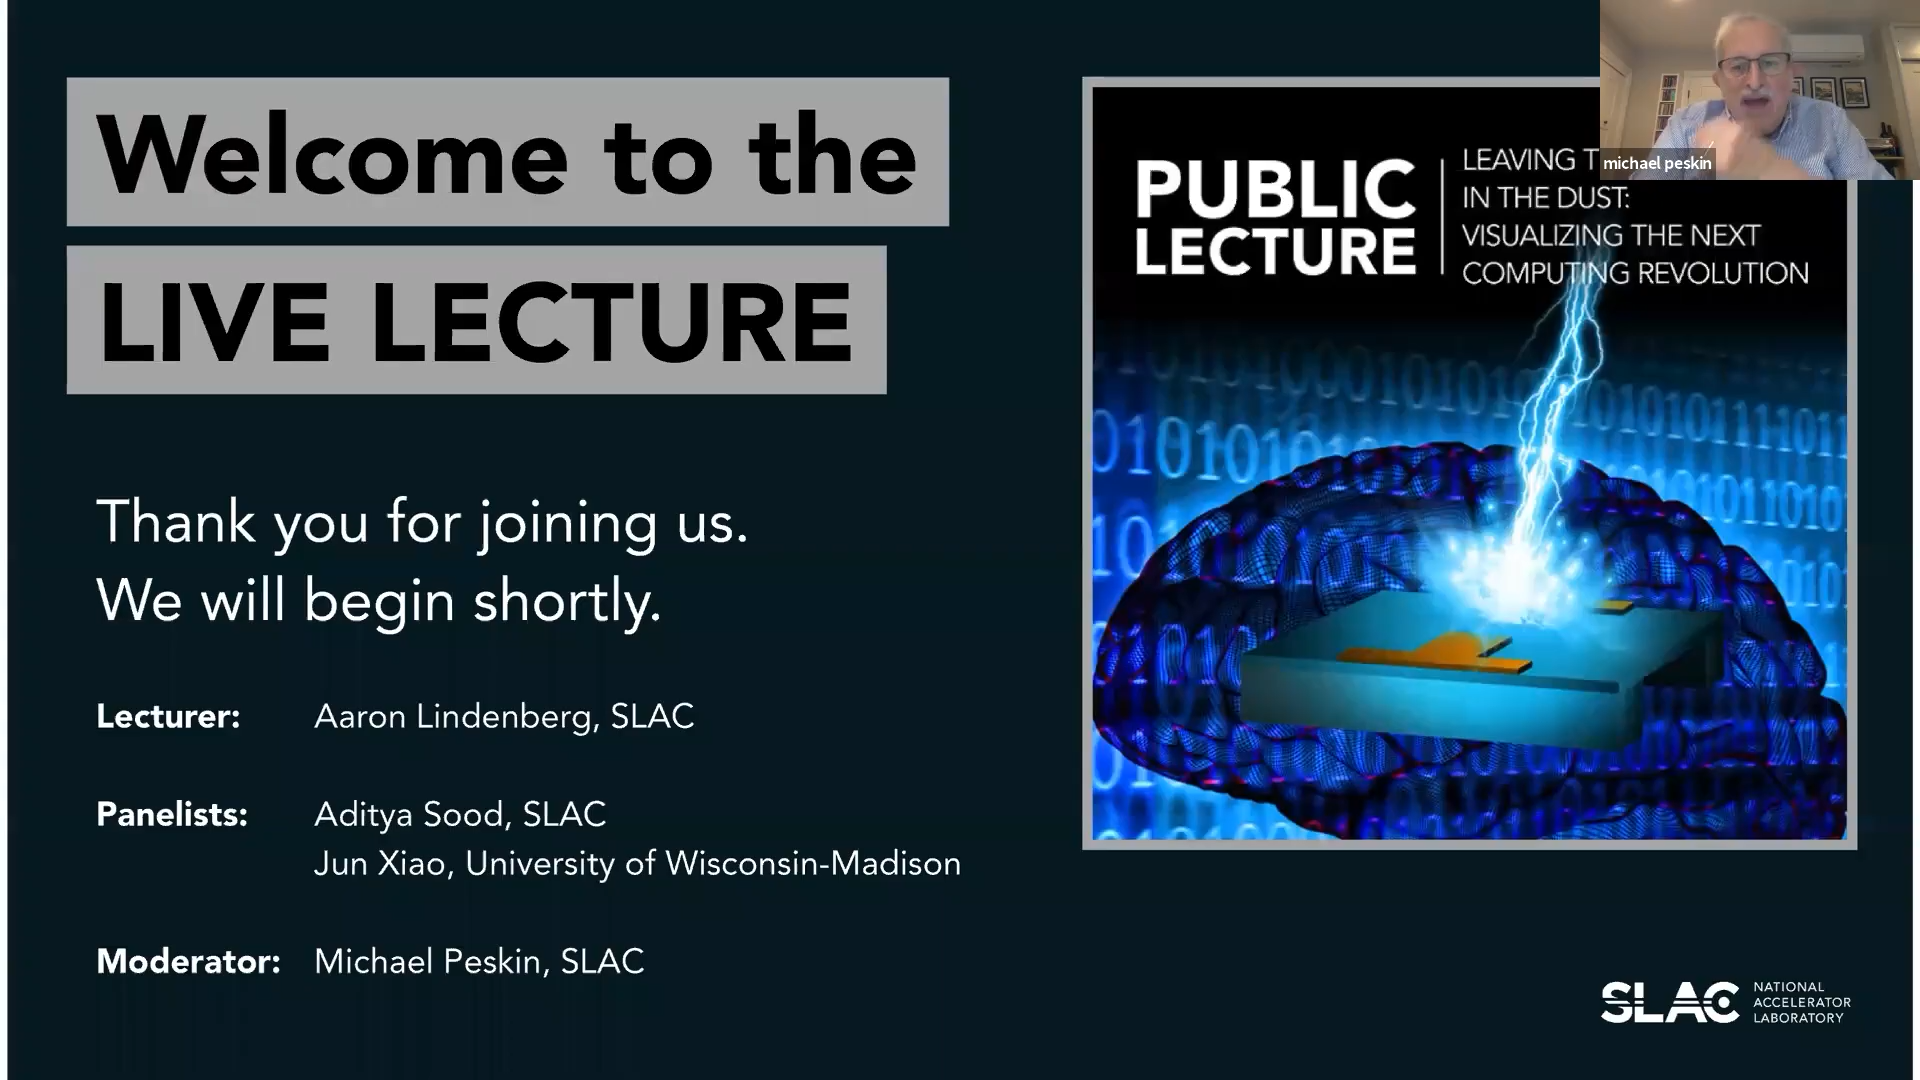 Welcome to the
LIVE LECTURE
Thank you for joining us.
We will begin shortly.
Lecturer: Aaron Lindenberg, SLAC
Panelists: Aditya Sood, SLAC
Jun Xiao, University of Wisconsin-Madison
Moderator: Michael Peskin, SLAC
PUBLIC
LECTURE
LEAVING
IN THE DUST:
VISUALIZING THE NEXT
COMPUTING REVOLUTION
michael peskin
SLAC
NATIONAL
ACCELERATOR
LABORATORY